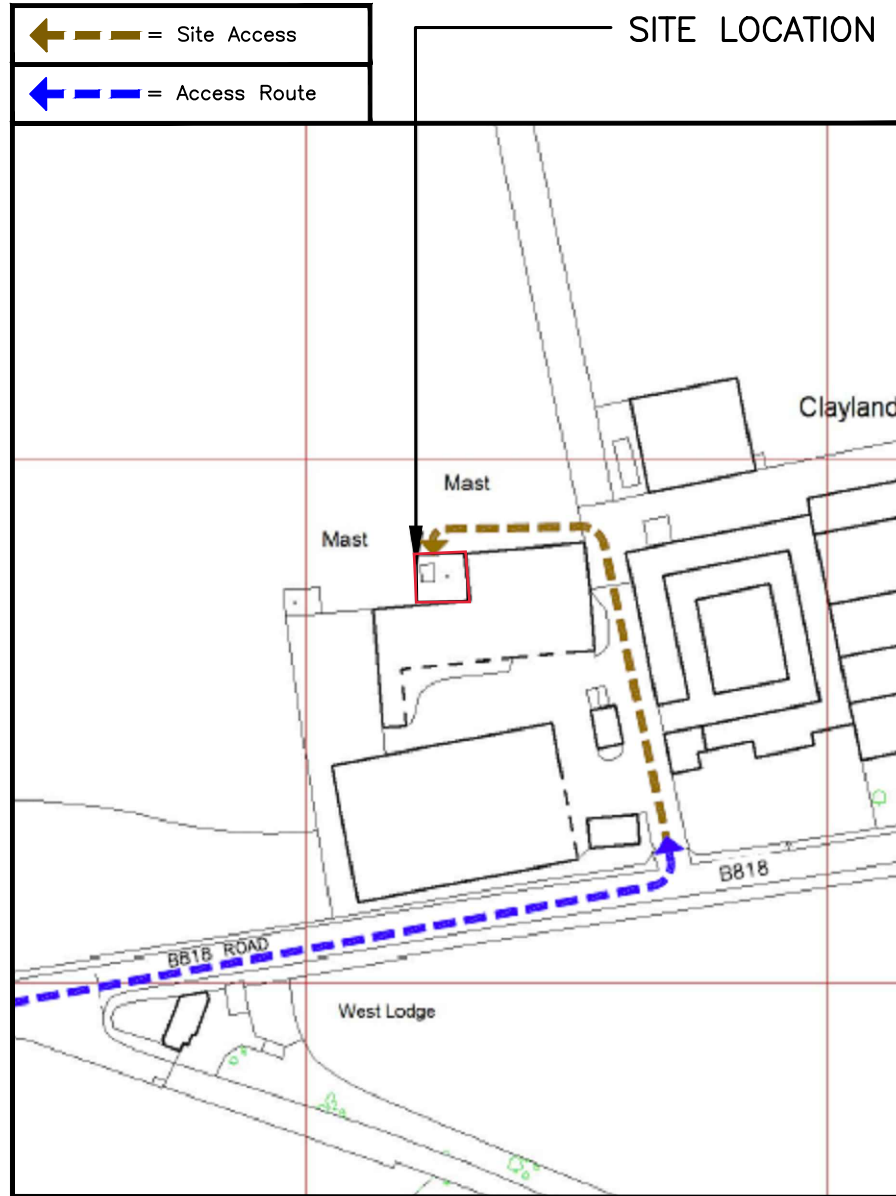 = Site Access
SITE LOCATION
= Access Route
Clayland
Mast
Mast
B818
B818 ROAD
West Lodge